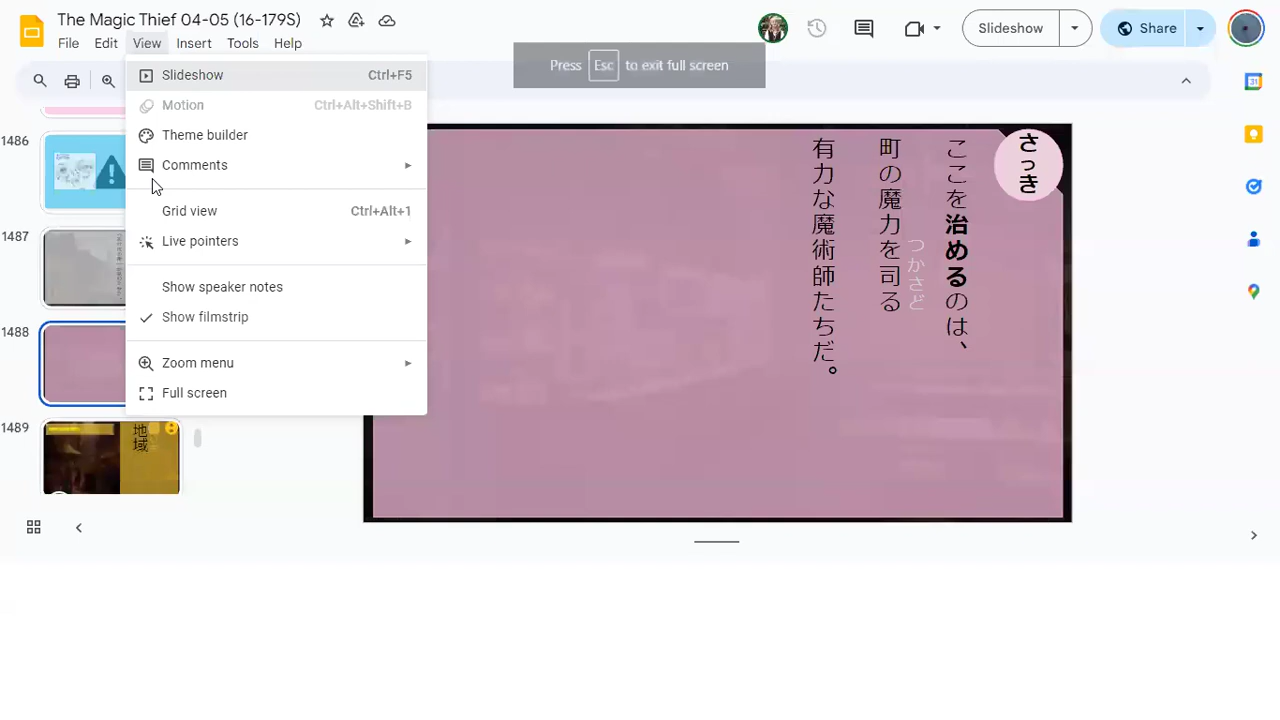 The Magic Thief 04-05 (16-179S)
File Edit View Insert Tools Help
Slideshow
Share
Press Esc to exit full screen
Slideshow Ctrl+F5
Motion Ctrl+Alt+Shift+B
Theme builder
Comments
Grid view Ctrl+Alt+1
Live pointers
Show speaker notes
Show filmstrip
Zoom menu
Full screen
1486
1487
1488
1489
地域
さっき
ここを治めるのは、
町の魔力を司る
つかさど
有力な魔術師たちだ。
31